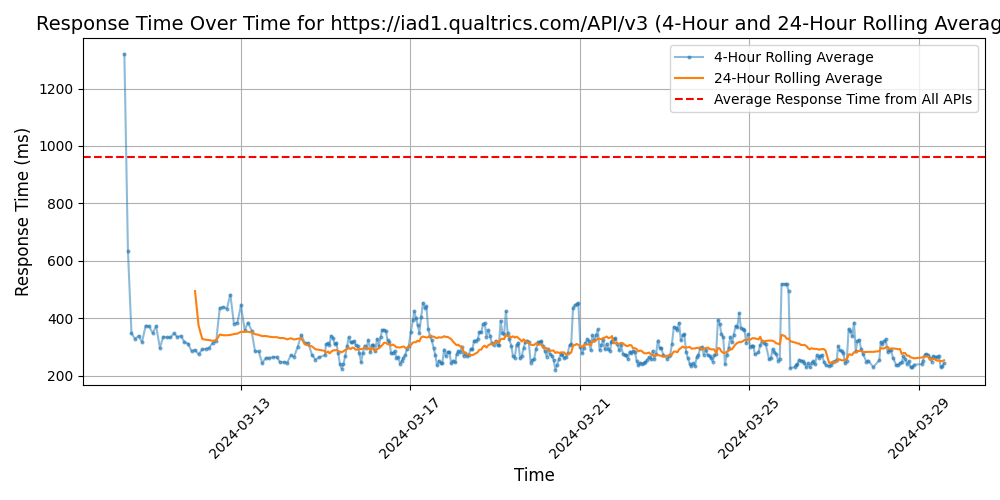 Response Time Over Time for https://iad1.qualtrics.com/API/v3 (4-Hour and 24-Hour Rolling Averag
4-Hour Rolling Average
24-Hour Rolling Average
Average Response Time from All APIs
Response Time (ms)
1200
1000
800
600
400
200
2024-03-13
2024-03-17
2024-03-21
2024-03-25
2024-03-29
Time